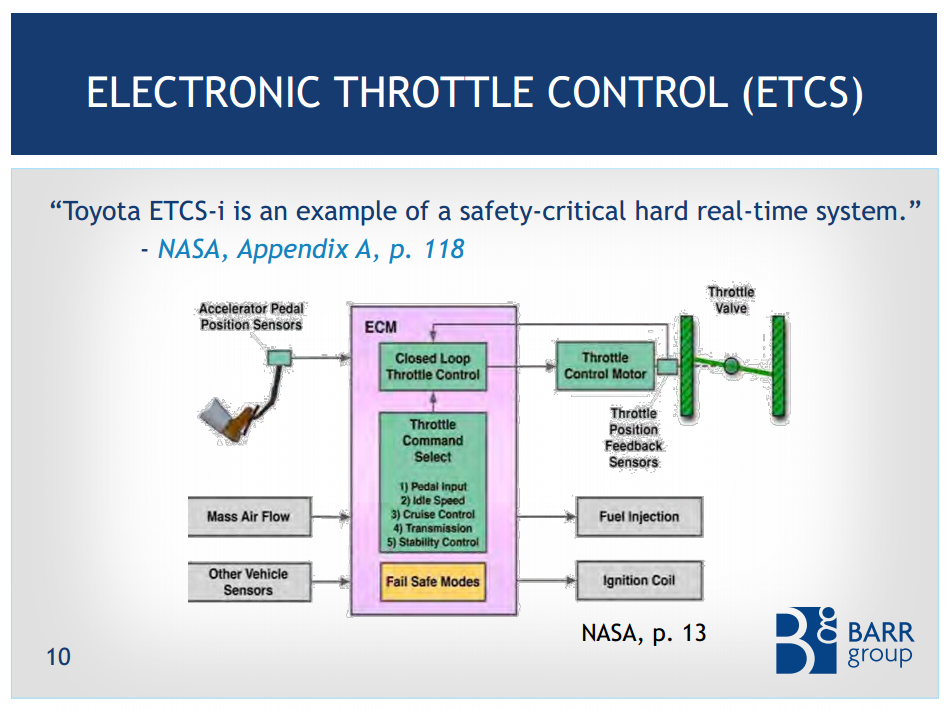 ELECTRONIC THROTTLE CONTROL (ETCS)
“Toyota ETCS-i is an example of a safety-critical hard real-time system.”
- NASA, Appendix A, p. 118
Accelerator Pedal
Position Sensors
ECM
Closed Loop
Throttle Control
Throttle
Control Motor
Throttle
Valve
Throttle
Position
Feedback
Sensors
Throttle
Command
Select
1) Pedal Input
2) Idle Speed
3) Cruise Control
4) Transmission
5) Stability Control
Mass Air Flow
Fuel Injection
Other Vehicle
Sensors
Fail Safe Modes
Ignition Coil
NASA, p. 13
10
Bg
BARR
group